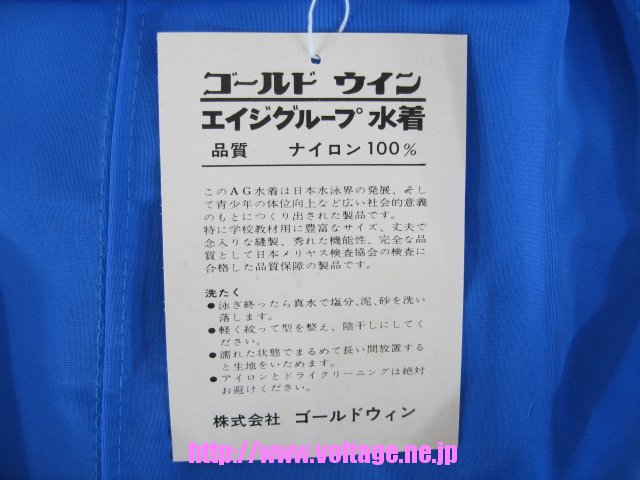 ゴールド ウイン
エイジグループ水着
品質 ナイロン100%
このAG水着は日本水泳界の発展、そし
て青少年の体位向上など広い社会的意義
のもとにつくり出された製品です。
特に学校教材用に豊富なサイズ、丈夫で
念入りな縫製、秀れた機能性、完全な品
質として日本メリヤス検査協会の検査に
合格した品質保障の製品です。
洗たく
●泳ぎ終ったら真水で塩分,泥、砂を洗い
落します。
●軽く絞って型を整え、陰干しにしてく
ださい。
●濡れた状態でまるめて長い間放置する
と生地をいためます。
●アイロンとドライクリーニングは絶対
お避けください。
株式会社 ゴールドウィン
http://www.voltage.ne.jp